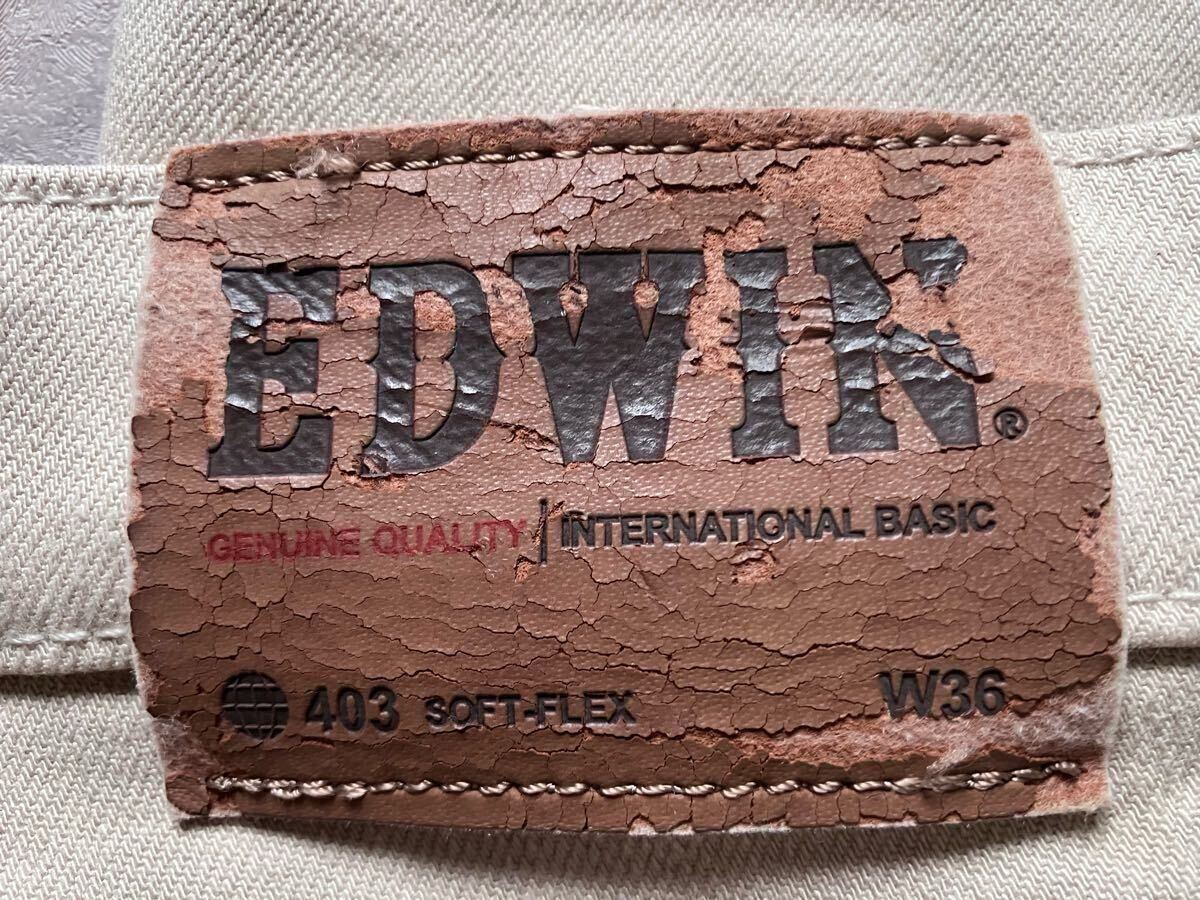 EDWIN®
GENUINE QUALITY | INTERNATIONAL BASIC
403 SOFT-FLEX W36